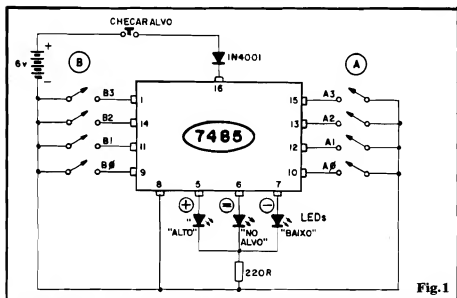 CHECAR ALVO
+
6v
−
B
1N4001
A
16
B3 1
15 A3
B2 14
13 A2
7485
B1 11
12 A1
BØ 9
10 AØ
8 5 6 7
+ = −
LEDs
"ALTO" "NO ALVO" "BAIXO"
220R
Fig.1